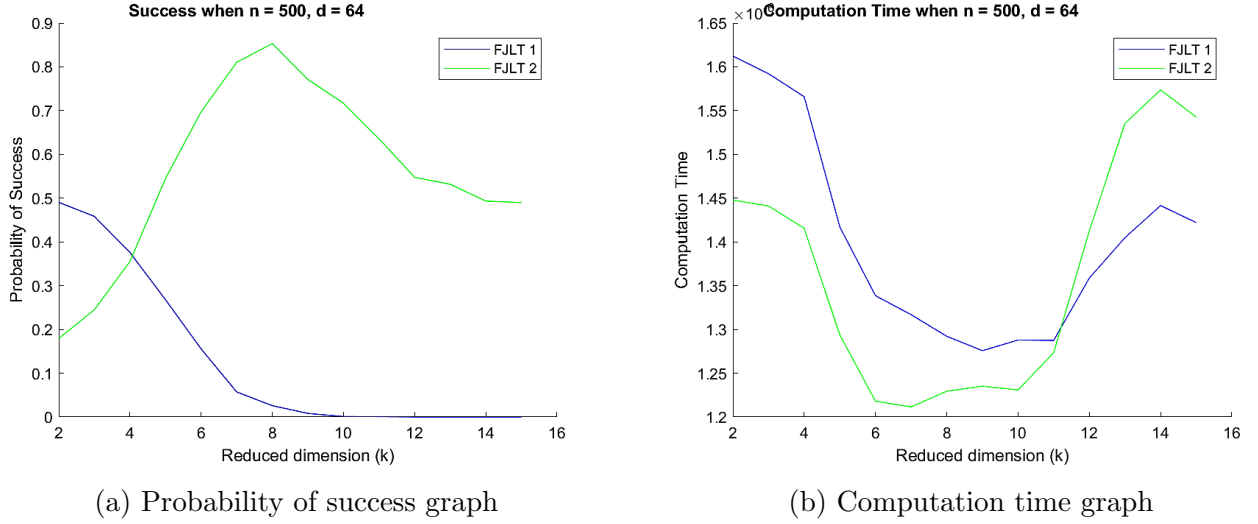 Success when n = 500, d = 64
0.9
0.8
0.7
0.6
0.5
0.4
0.3
0.2
0.1
0
Probability of Success
FJLT 1
FJLT 2
2 4 6 8 10 12 14 16
Reduced dimension (k)
(a) Probability of success graph
Computation Time when n = 500, d = 64
1.65
1.6
1.55
1.5
1.45
1.4
1.35
1.3
1.25
1.2
Computation Time
FJLT 1
FJLT 2
2 4 6 8 10 12 14 16
Reduced dimension (k)
(b) Computation time graph